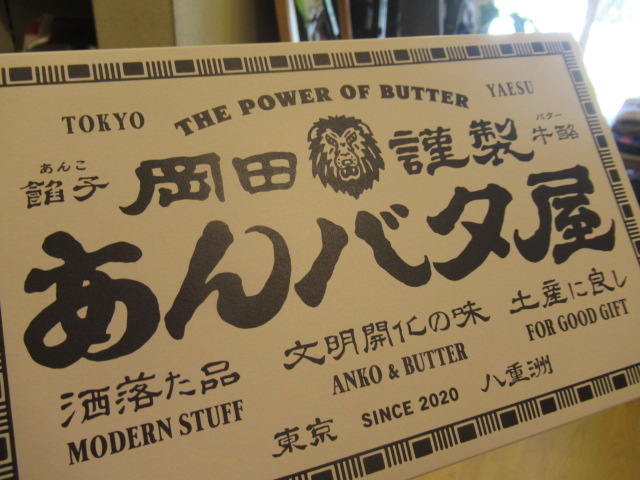 TOKYO
THE POWER OF BUTTER
YAESU
あんこ
餡子
岡田
謹製
バター
牛酪
あんバタ屋
洒落た品
MODERN STUFF
文明開化の味
ANKO & BUTTER
土産に良し
FOR GOOD GIFT
東京
SINCE 2020
八重洲